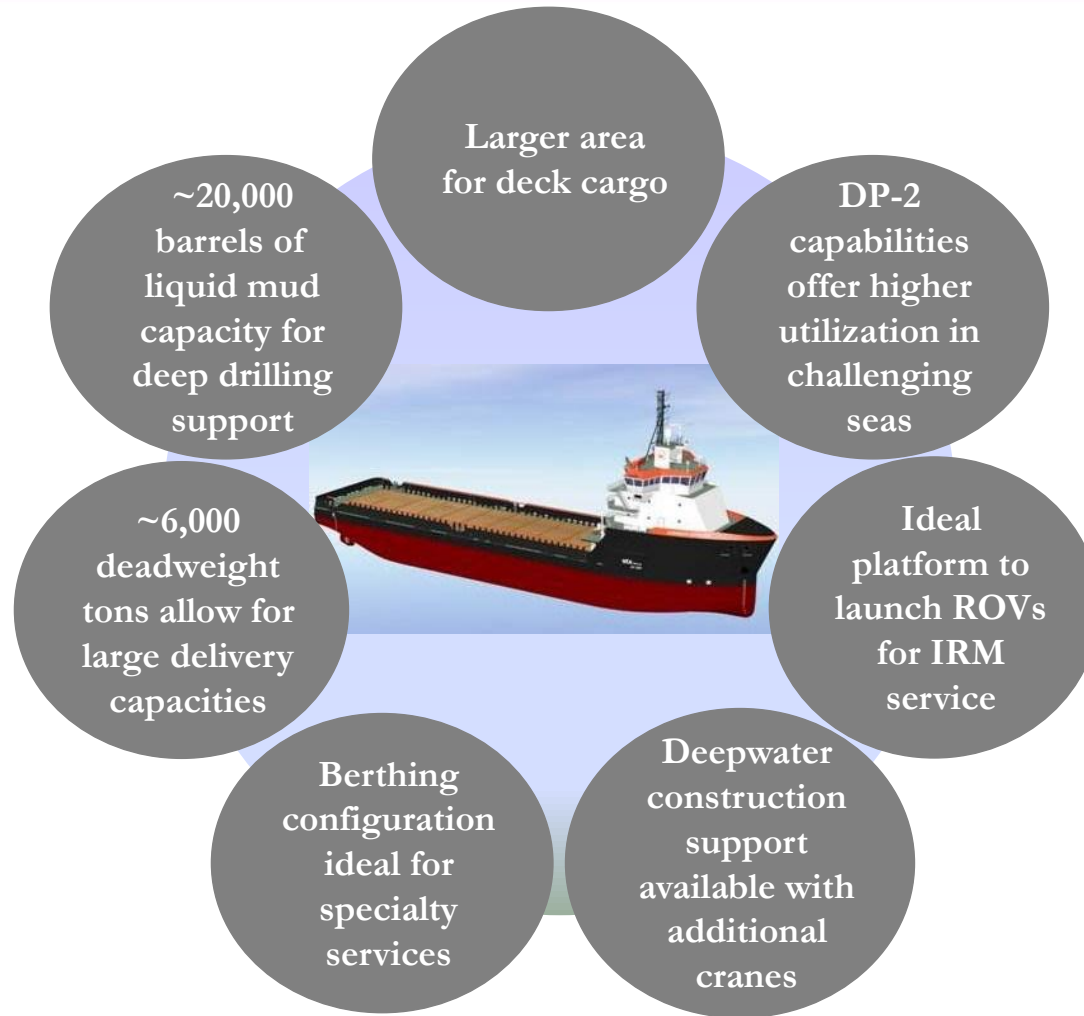 Larger area
for deck cargo
DP-2
capabilities
offer higher
utilization in
challenging
seas
Ideal
platform to
launch ROVs
for IRM
service
Deepwater
construction
support
available with
additional
cranes
Berthing
configuration
ideal for
specialty
services
~6,000
deadweight
tons allow for
large delivery
capacities
~20,000
barrels of
liquid mud
capacity for
deep drilling
support